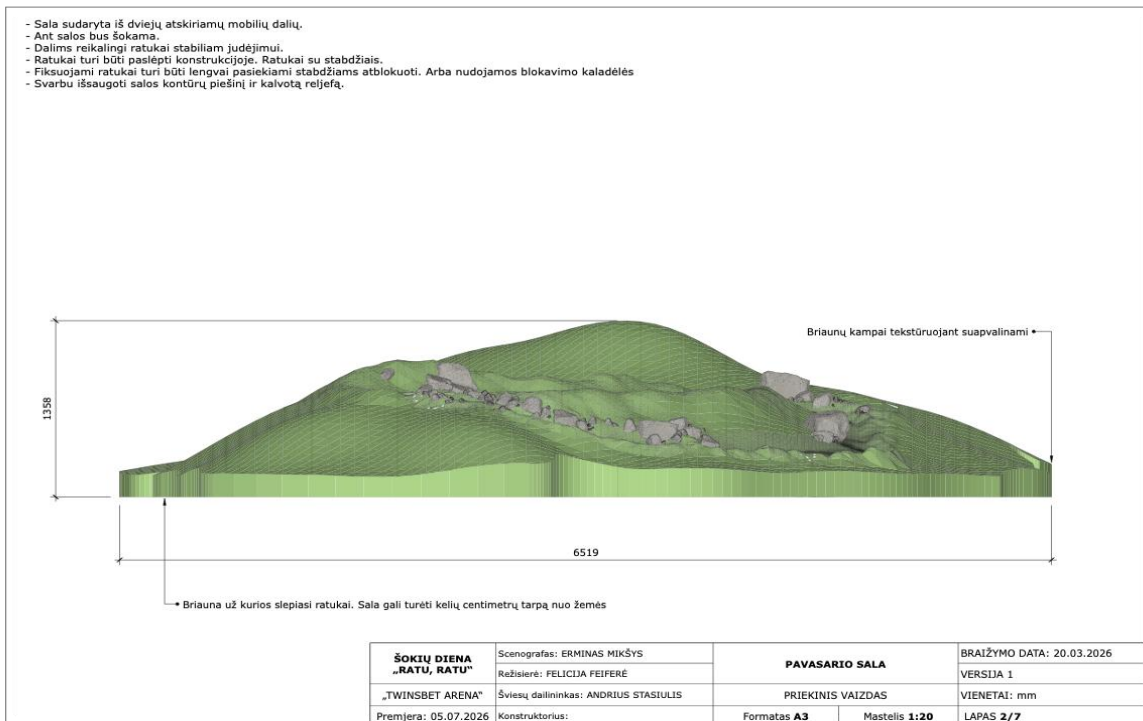 - Sala sudaryta iš dviejų atskiriamų mobilių dalių.
- Ant salos bus šokama.
- Dalims reikalingi ratukai stabiliam judėjimui.
- Ratukai turi būti paslėpti konstrukcijoje. Ratukai su stabdžiais.
- Fiksuojami ratukai turi būti lengvai pasiekiami stabdžiams atblokuoti. Arba nudojamos blokavimo kaladėlės
- Svarbu išsaugoti salos kontūrų piešinį ir kalvotą reljefą.
Briaunų kampai tekstūruojant suapvalinami
1358
6519
Briauna už kurios slepiasi ratukai. Sala gali turėti kelių centimetrų tarpą nuo žemės
ŠOKIŲ DIENA
„RATU, RATU“
Scenografas: ERMINAS MIKŠYS
PAVASARIO SALA
BRAIŽYMO DATA: 20.03.2026
Režisierė: FELICIJA FEIFERĖ
VERSIJA 1
„TWINSBET ARENA“
Šviesų dailininkas: ANDRIUS STASIULIS
PRIEKINIS VAIZDAS
VIENETAI: mm
Premjera: 05.07.2026
Konstruktorius:
Formatas A3
Mastelis 1:20
LAPAS 2/7